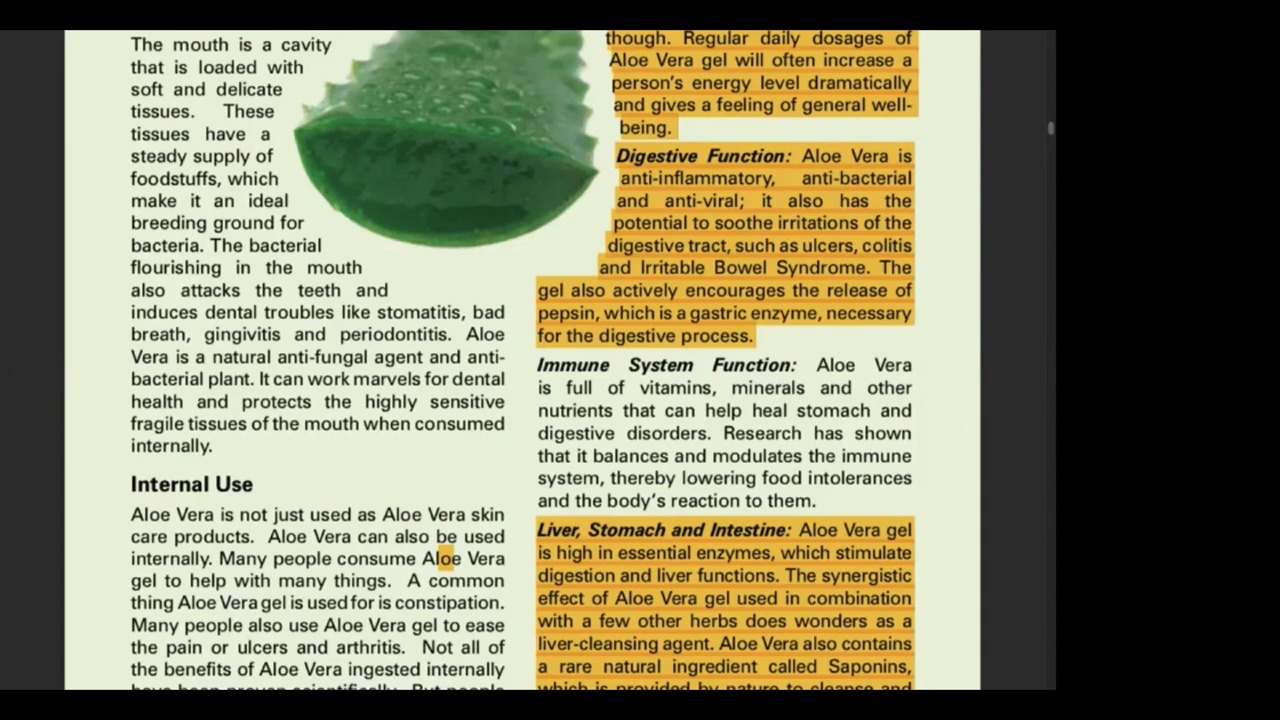 The mouth is a cavity
that is loaded with
soft and delicate
tissues. These
tissues have a
steady supply of
foodstuffs, which
make it an ideal
breeding ground for
bacteria. The bacterial
flourishing in the mouth
also attacks the teeth and
induces dental troubles like stomatitis, bad
breath, gingivitis and periodontitis. Aloe
Vera is a natural anti-fungal agent and anti-
bacterial plant. It can work marvels for dental
health and protects the highly sensitive
fragile tissues of the mouth when consumed
internally.
Internal Use
Aloe Vera is not just used as Aloe Vera skin
care products. Aloe Vera can also be used
internally. Many people consume Aloe Vera
gel to help with many things. A common
thing Aloe Vera gel is used for is constipation.
Many people also use Aloe Vera gel to ease
the pain or ulcers and arthritis. Not all of
the benefits of Aloe Vera ingested internally
have been proven scientifically. But people
though. Regular daily dosages of
Aloe Vera gel will often increase a
person's energy level dramatically
and gives a feeling of general well-
being.
Digestive Function: Aloe Vera is
anti-inflammatory, anti-bacterial
and anti-viral; it also has the
potential to soothe irritations of the
digestive tract, such as ulcers, colitis
and Irritable Bowel Syndrome. The
gel also actively encourages the release of
pepsin, which is a gastric enzyme, necessary
for the digestive process.
Immune System Function: Aloe Vera
is full of vitamins, minerals and other
nutrients that can help heal stomach and
digestive disorders. Research has shown
that it balances and modulates the immune
system, thereby lowering food intolerances
and the body's reaction to them.
Liver, Stomach and Intestine: Aloe Vera gel
is high in essential enzymes, which stimulate
digestion and liver functions. The synergistic
effect of Aloe Vera gel used in combination
with a few other herbs does wonders as a
liver-cleansing agent. Aloe Vera also contains
a rare natural ingredient called Saponins,
which is provided by nature to cleanse and